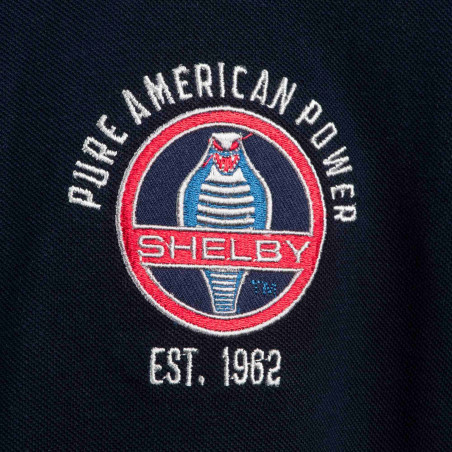 PURE AMERICAN POWER
SHELBY
TM
EST. 1962